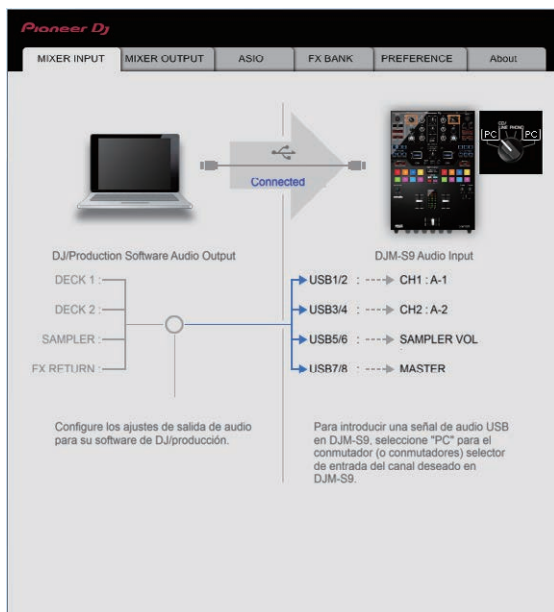 Pioneer Dj
MIXER INPUT MIXER OUTPUT ASIO FX BANK PREFERENCE About
CDJ
LINE PHONO
PC PC
Connected
DJ/Production Software Audio Output DJM-S9 Audio Input
DECK 1 : USB1/2 : CH1 : A-1
DECK 2 : USB3/4 : CH2 : A-2
SAMPLER : USB5/6 : SAMPLER VOL
FX RETURN : USB7/8 : MASTER
Configure los ajustes de salida de audio
para su software de DJ/producción.
Para introducir una señal de audio USB
en DJM-S9, seleccione "PC" para el
conmutador (o conmutadores) selector
de entrada del canal deseado en
DJM-S9.